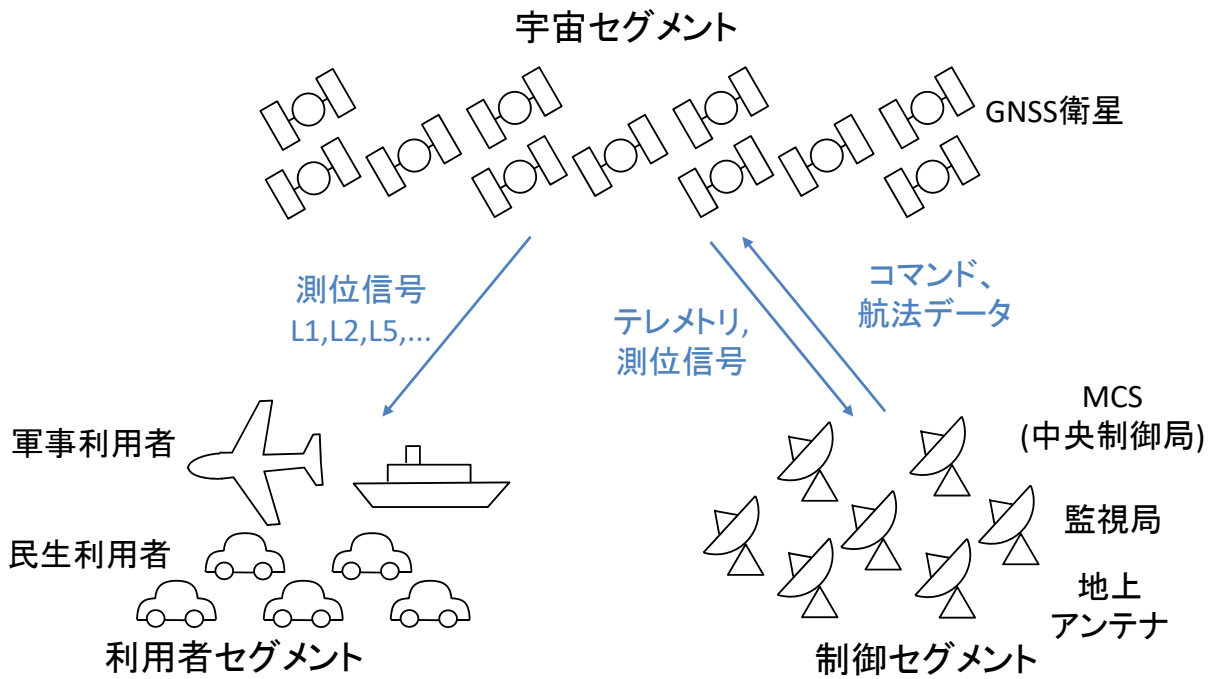 宇宙セグメント
GNSS衛星
測位信号
L1,L2,L5,...
テレメトリ,
測位信号
コマンド、
航法データ
軍事利用者
民生利用者
利用者セグメント
MCS
(中央制御局)
監視局
地上
アンテナ
制御セグメント